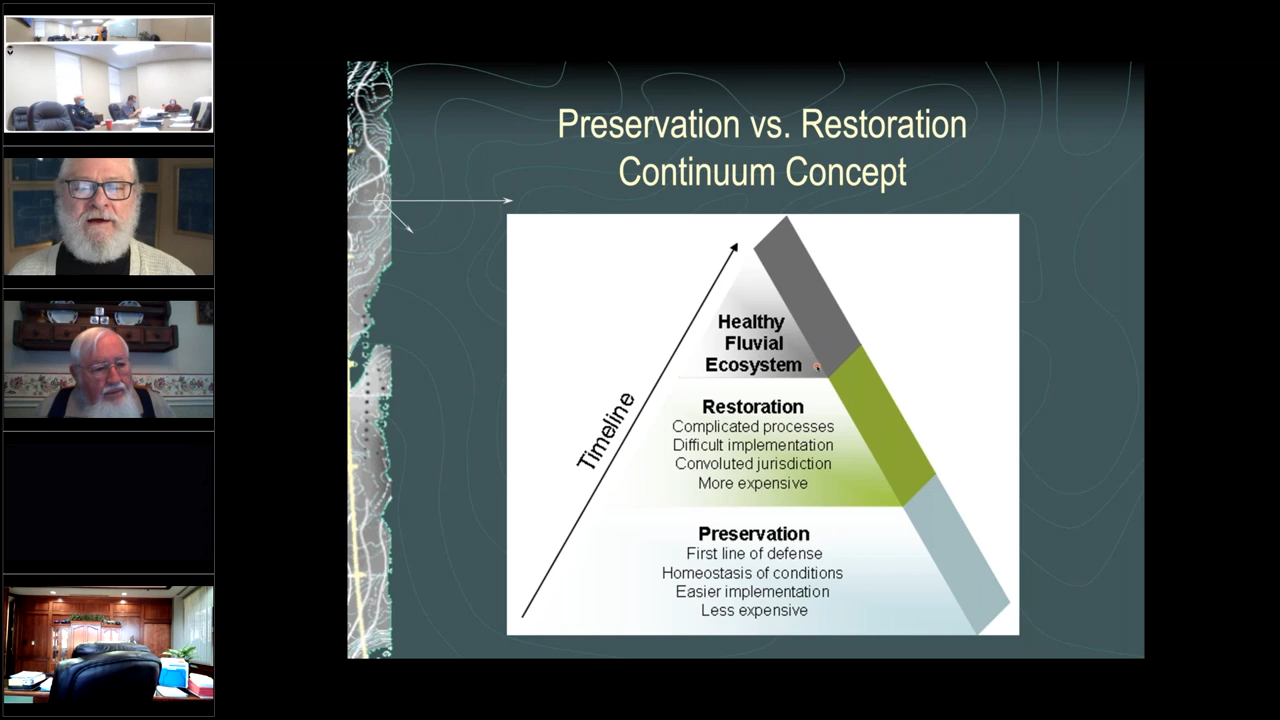 Preservation vs. Restoration
Continuum Concept
Timeline
Healthy
Fluvial
Ecosystem
Restoration
Complicated processes
Difficult implementation
Convoluted jurisdiction
More expensive
Preservation
First line of defense
Homeostasis of conditions
Easier implementation
Less expensive